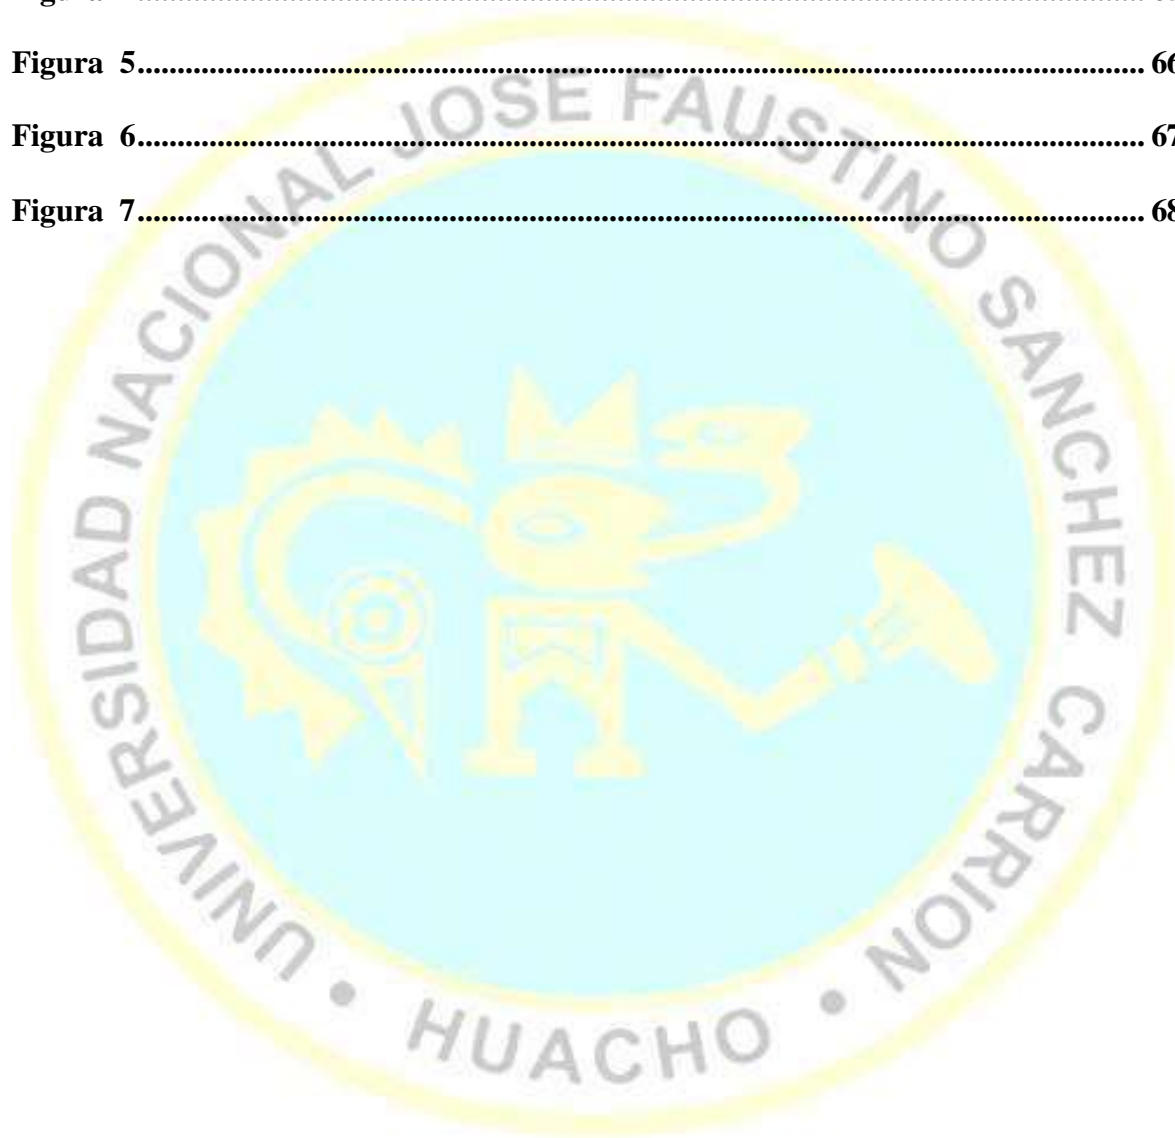 Figura 5 66
Figura 6 67
Figura 7 68
UNIVERSIDAD NACIONAL JOSE FAUSTINO SANCHEZ CARRION
• HUACHO •